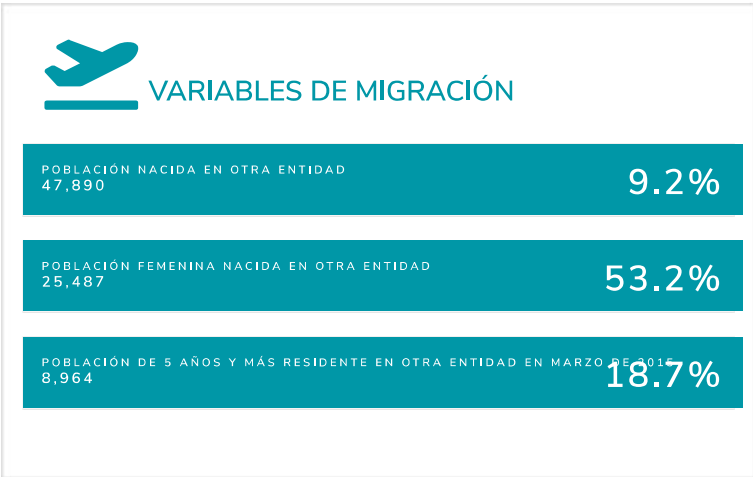 VARIABLES DE MIGRACIÓN
POBLACIÓN NACIDA EN OTRA ENTIDAD
47,890
9.2%
POBLACIÓN FEMENINA NACIDA EN OTRA ENTIDAD
25,487
53.2%
POBLACIÓN DE 5 AÑOS Y MÁS RESIDENTE EN OTRA ENTIDAD EN MARZO DE 2015
8,964
18.7%